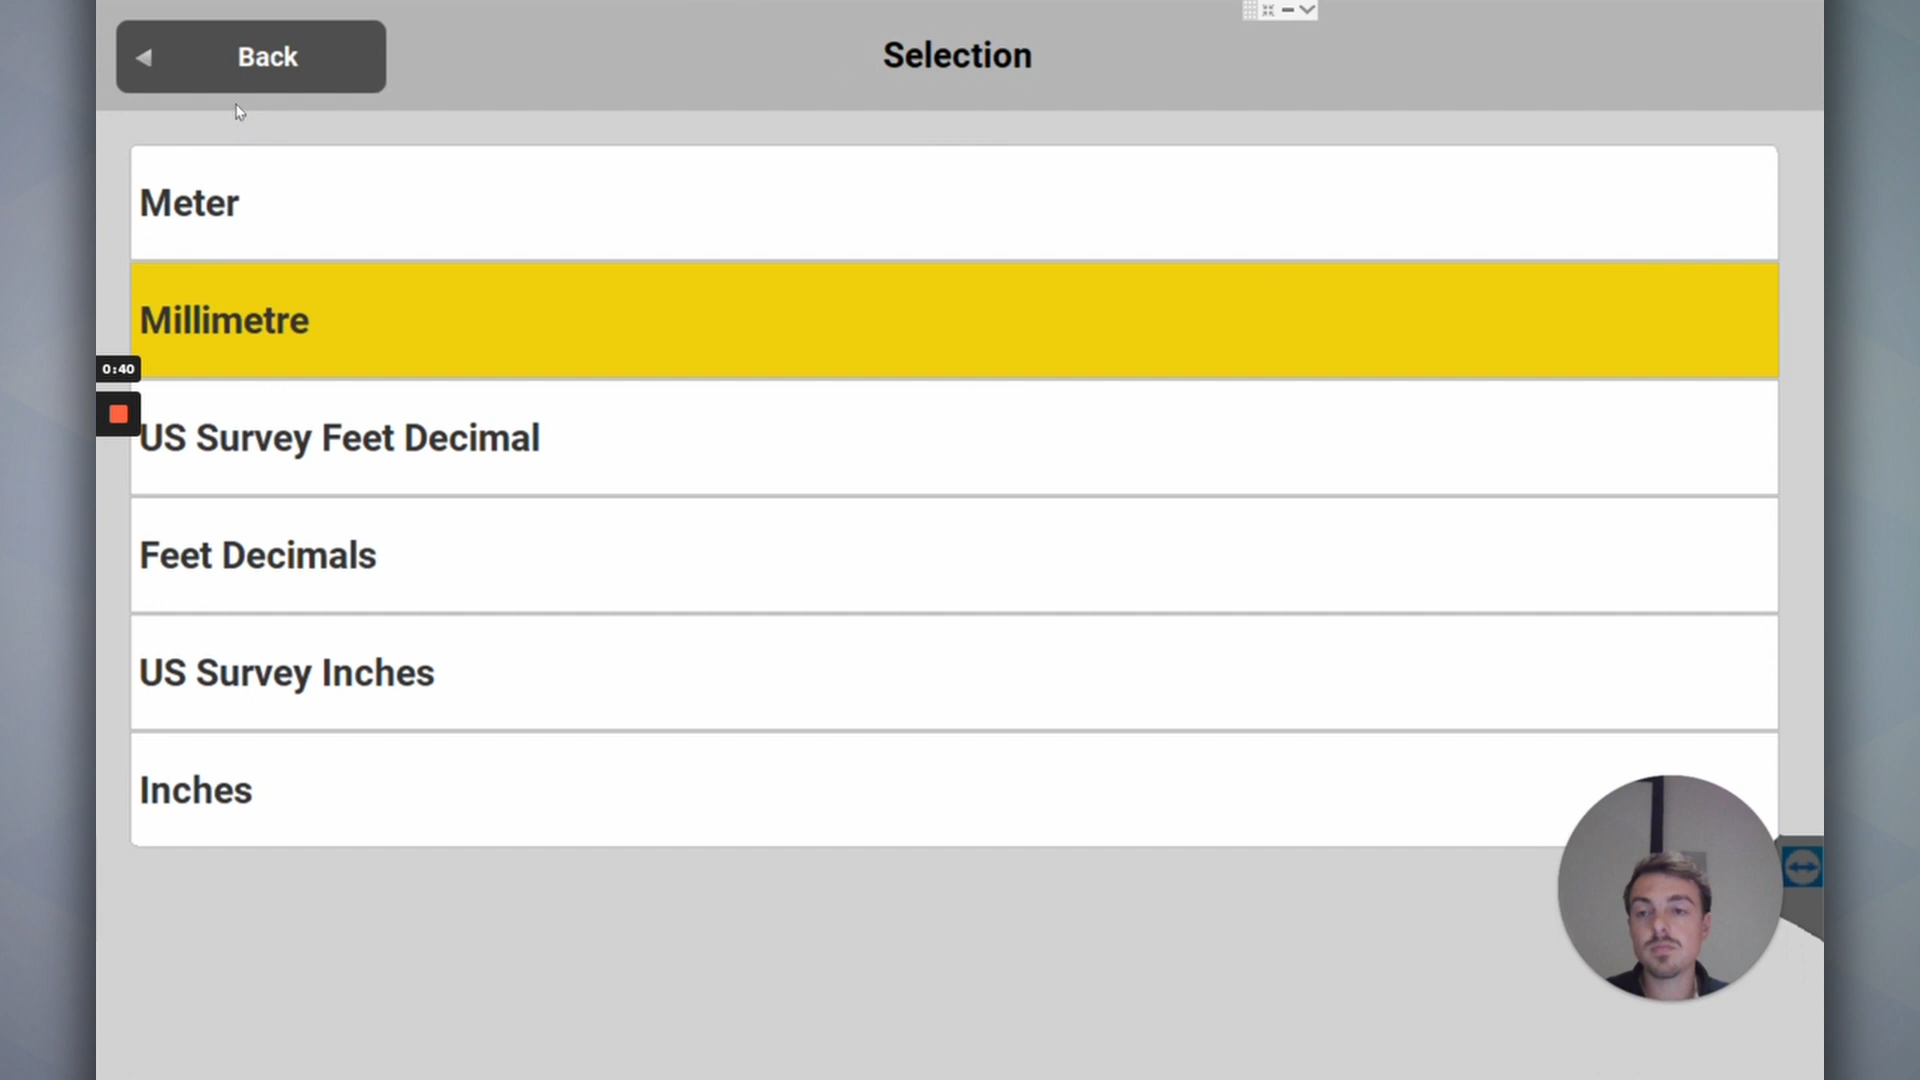 Back
Selection
Meter
Millimetre
0:40
US Survey Feet Decimal
Feet Decimals
US Survey Inches
Inches